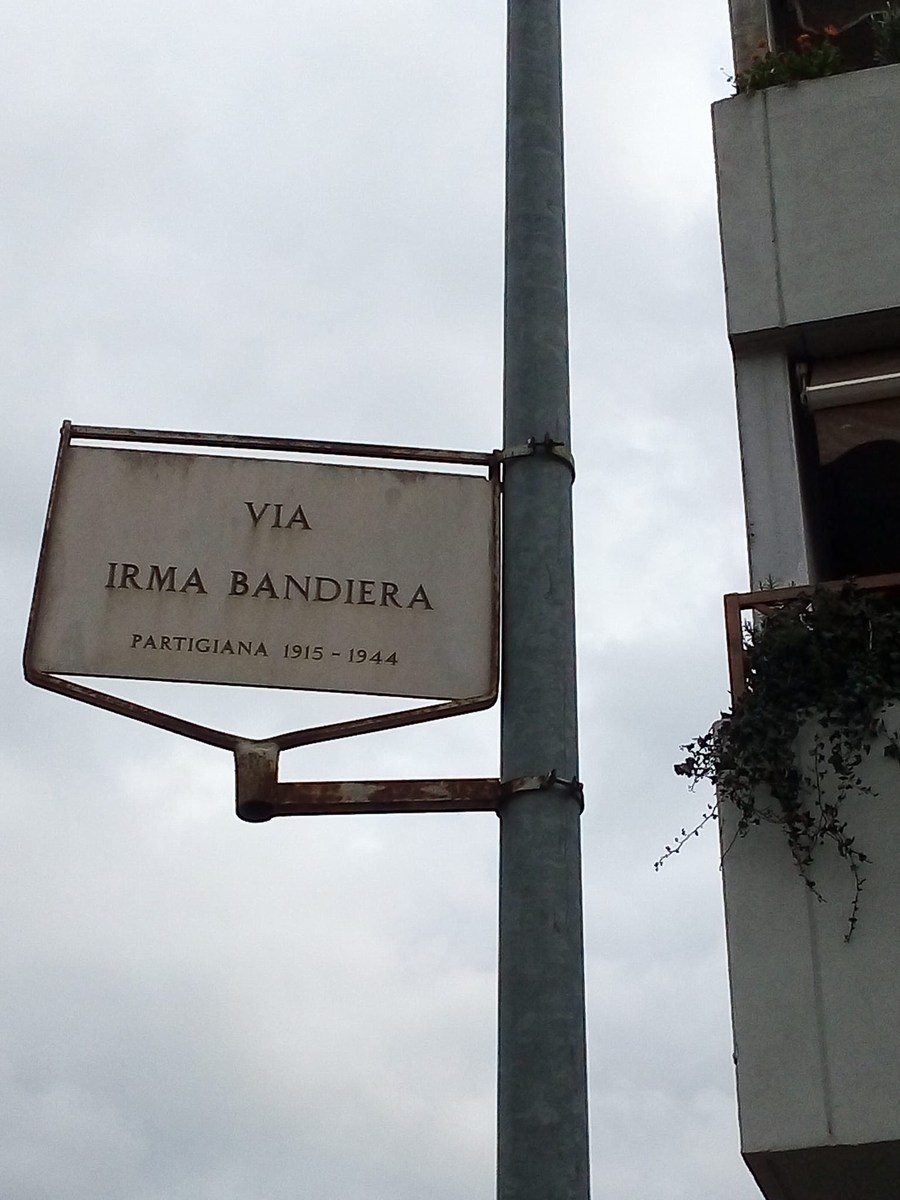 VIA
IRMA BANDIERA
PARTIGIANA 1915 - 1944